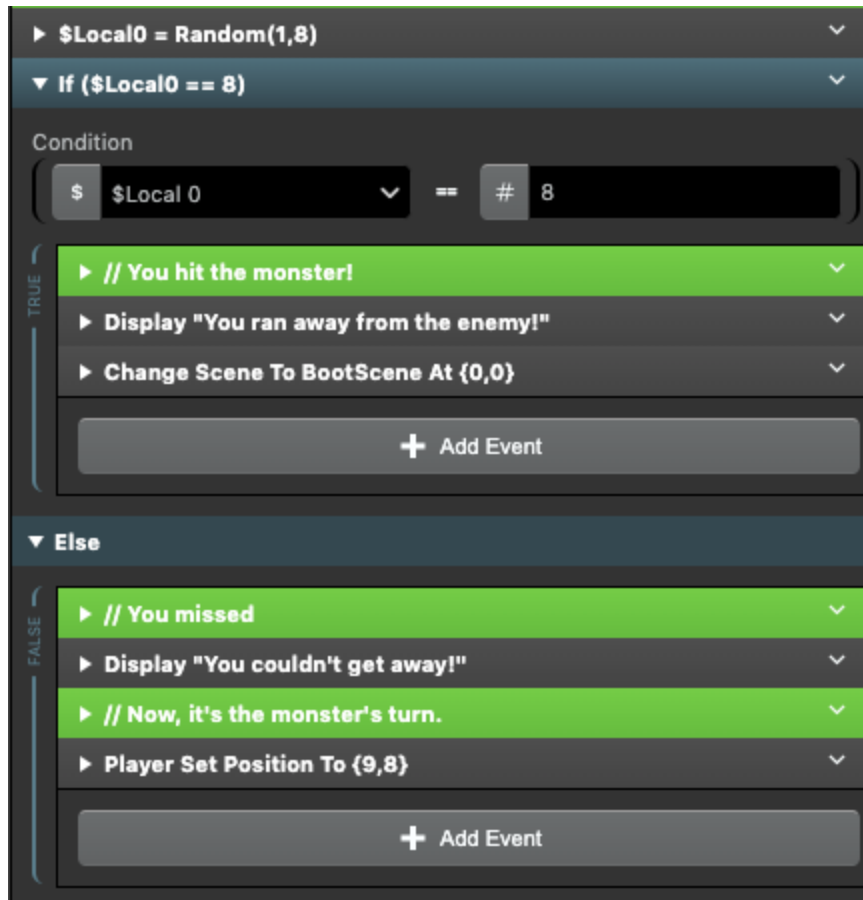 $Local0 = Random(1,8)
If ($Local0 == 8)
Condition
$ $Local 0 == # 8
TRUE
// You hit the monster!
Display "You ran away from the enemy!"
Change Scene To BootScene At {0,0}
Add Event
Else
FALSE
// You missed
Display "You couldn't get away!"
// Now, it's the monster's turn.
Player Set Position To {9,8}
Add Event